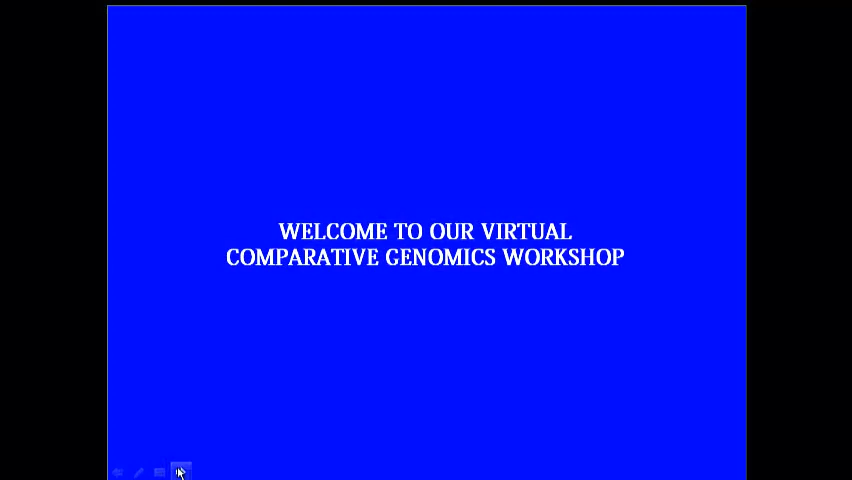 WELCOME TO OUR VIRTUAL
COMPARATIVE GENOMICS WORKSHOP